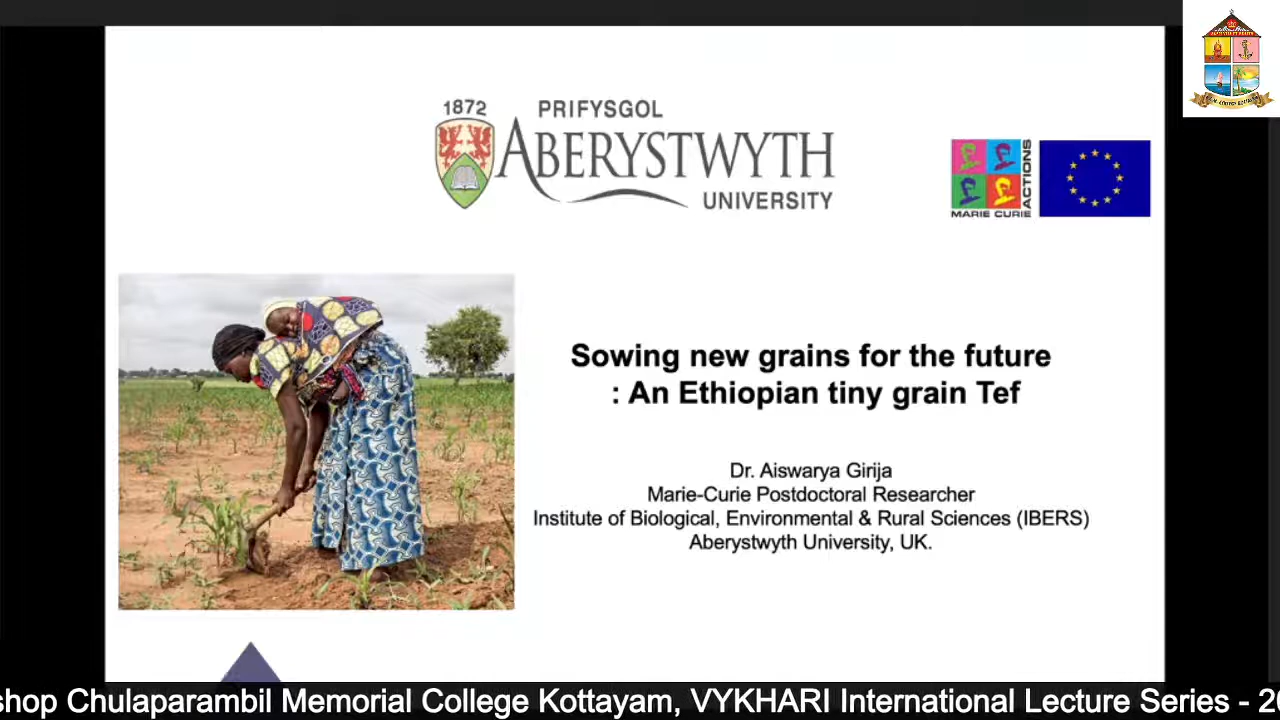 1872
PRIFYSGOL
ABERYSTWYTH
UNIVERSITY
MARIE CURIE
ACTIONS
Sowing new grains for the future
: An Ethiopian tiny grain Tef
Dr. Aiswarya Girija
Marie-Curie Postdoctoral Researcher
Institute of Biological, Environmental & Rural Sciences (IBERS)
Aberystwyth University, UK.
shop Chulaparambil Memorial College Kottayam, VYKHARI International Lecture Series - 20